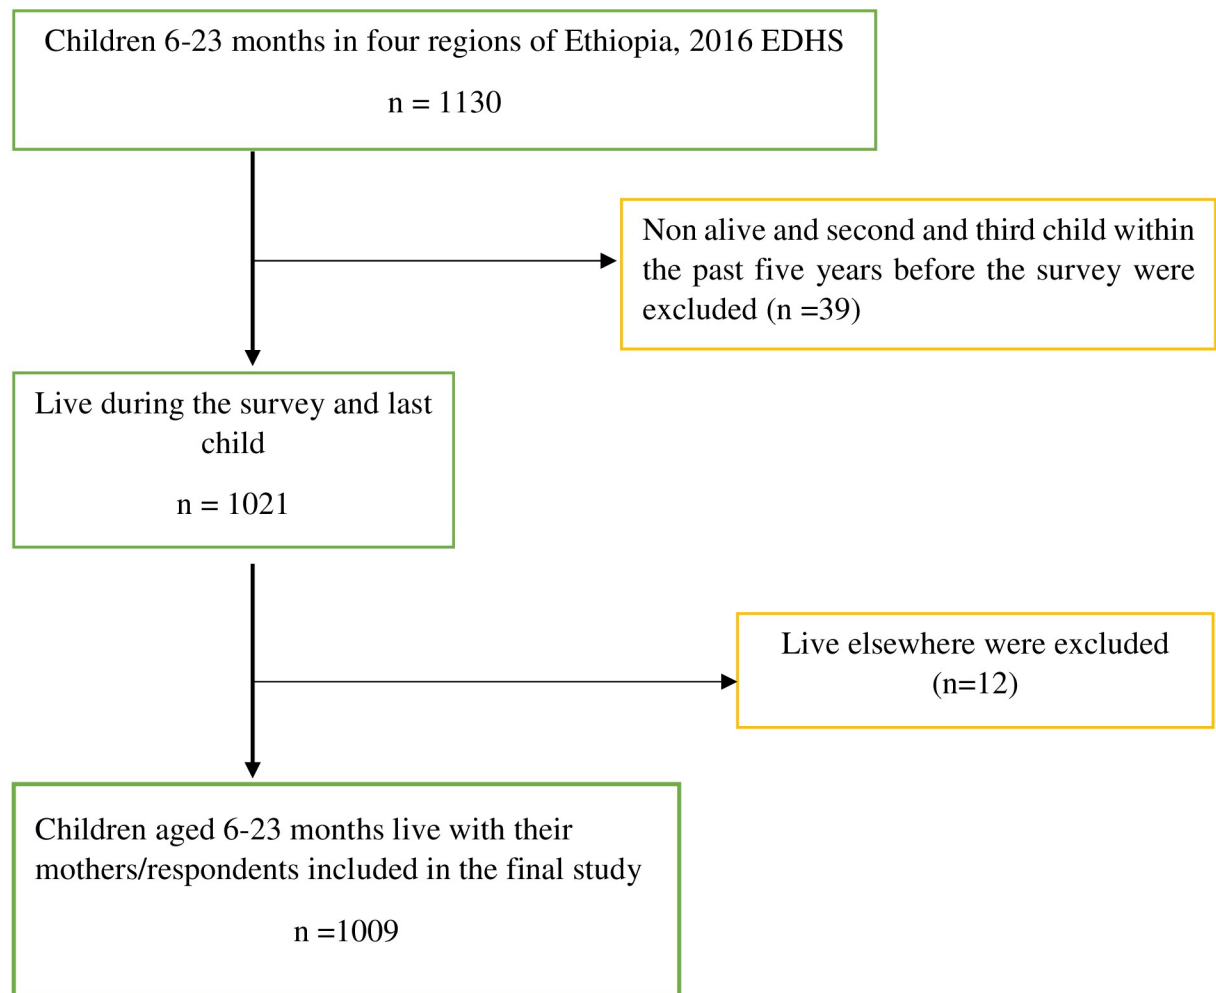 Children 6-23 months in four regions of Ethiopia, 2016 EDHS
n = 1130
Non alive and second and third child within
the past five years before the survey were
excluded (n =39)
Live during the survey and last
child
n = 1021
Live elsewhere were excluded
(n=12)
Children aged 6-23 months live with their
mothers/respondents included in the final study
n =1009